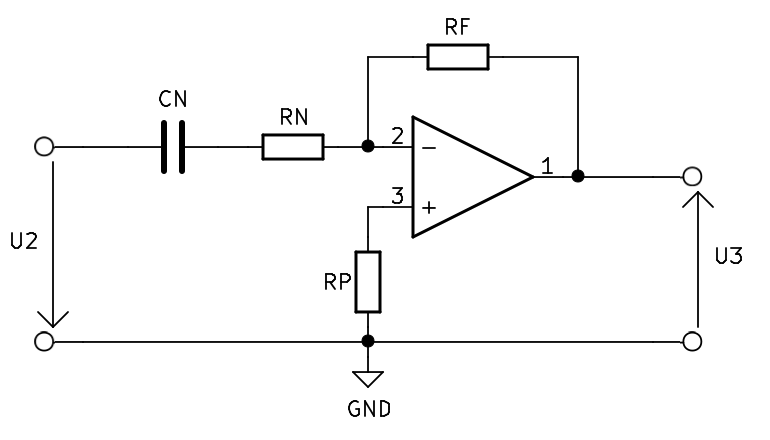 RF
CN
RN
2
−
1
3
+
U2
RP
U3
GND